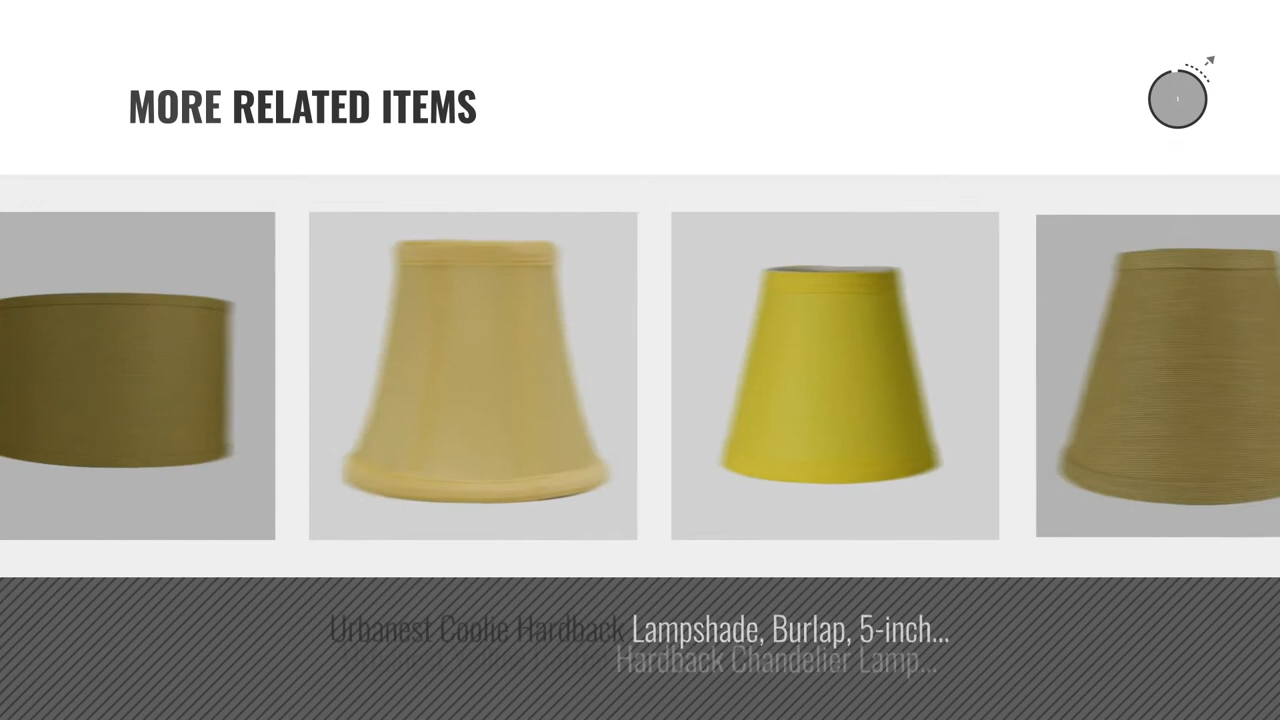 MORE RELATED ITEMS
Urbanest Coolie Hardback Lampshade, Burlap, 5-inch...
Hardback Chandelier Lamp...